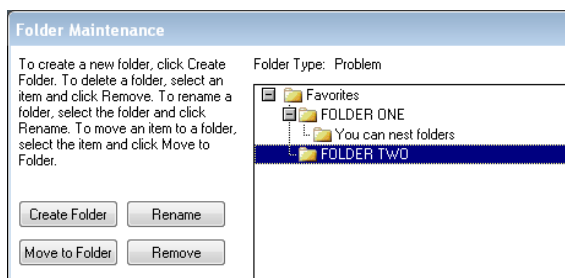 Folder Maintenance
To create a new folder, click Create
Folder. To delete a folder, select an
item and click Remove. To rename a
folder, select the folder and click
Rename. To move an item to a folder,
select the item and click Move to
Folder.
Create Folder
Rename
Move to Folder
Remove
Folder Type: Problem
Favorites
FOLDER ONE
You can nest folders
FOLDER TWO